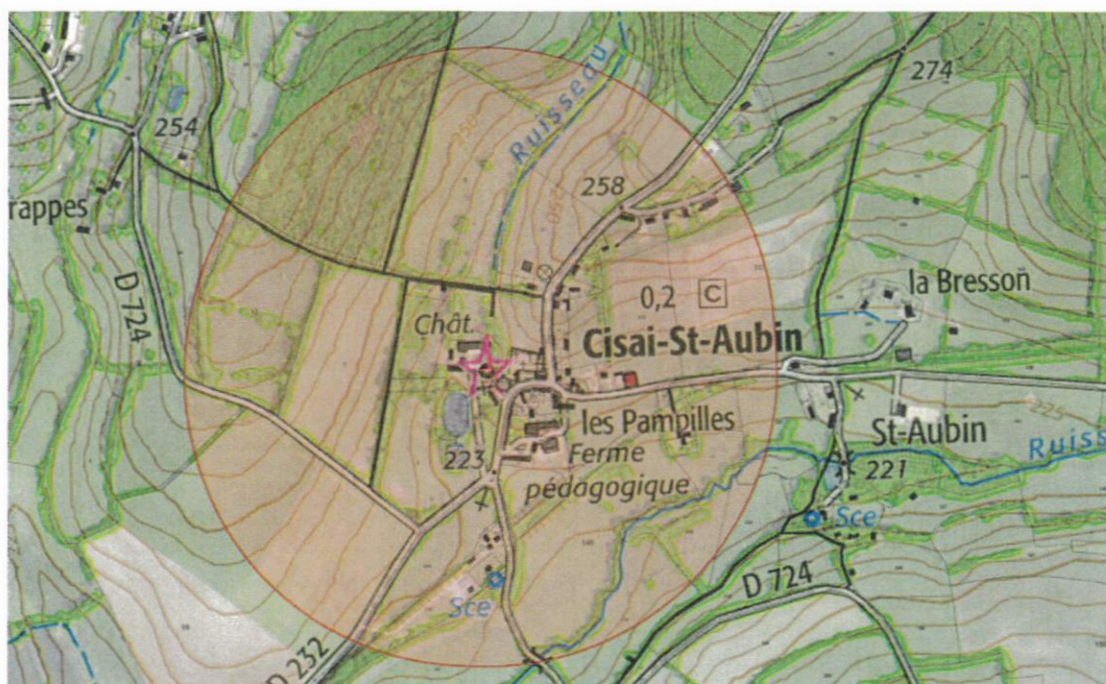 Ruisseau
274
254
258
rappes
D 724
la Bresson
0,2 C
Chât.
Cisai-St-Aubin
les Pampilles
225
St-Aubin
Ferme
223
pédagogique
Ruiss
221
Sce
Sce
D 724
D 232